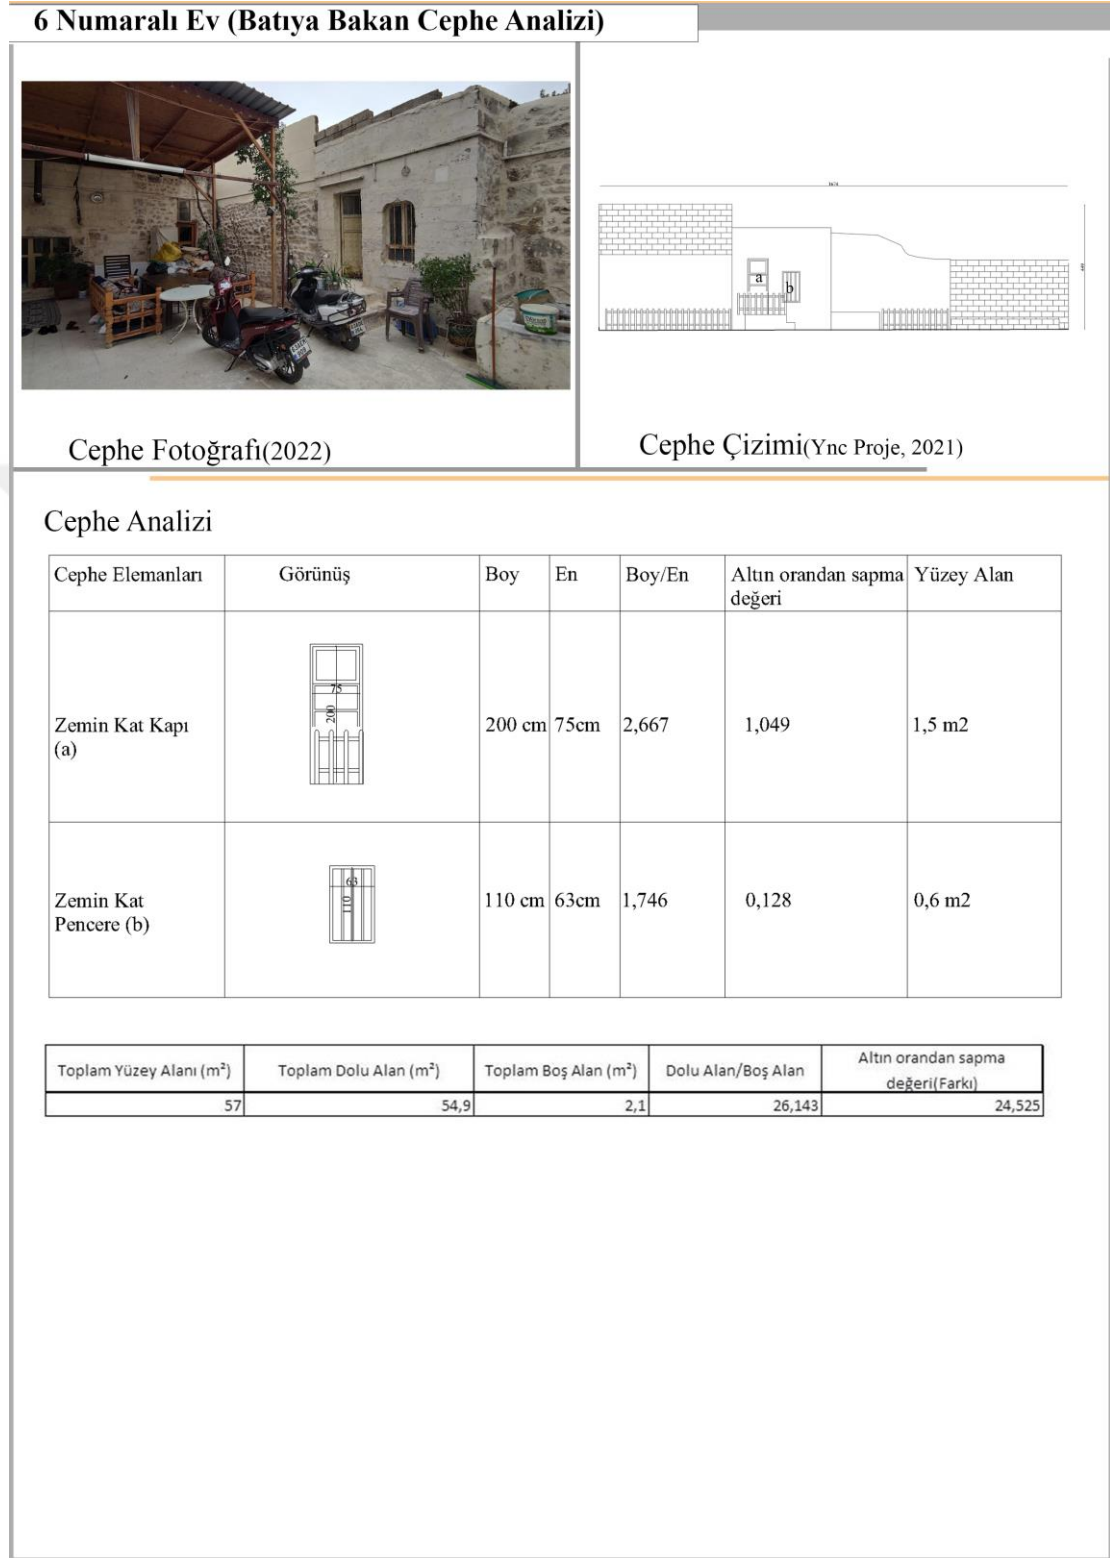 6 Numaralı Ev (Batıya Bakan Cephe Analizi)
a
b
Cephe Fotoğrafı(2022)
Cephe Çizimi(Ync Proje, 2021)
Cephe Analizi
Cephe Elemanları Görünüş Boy En Boy/En Altın orandan sapma değeri Yüzey Alan
75
200
Zemin Kat Kapı (a) 200 cm 75cm 2,667 1,049 1,5 m2
63
110
Zemin Kat Pencere (b) 110 cm 63cm 1,746 0,128 0,6 m2
Toplam Yüzey Alanı (m²) Toplam Dolu Alan (m²) Toplam Boş Alan (m²) Dolu Alan/Boş Alan Altın orandan sapma değeri(Farkı)
57 54,9 2,1 26,143 24,525